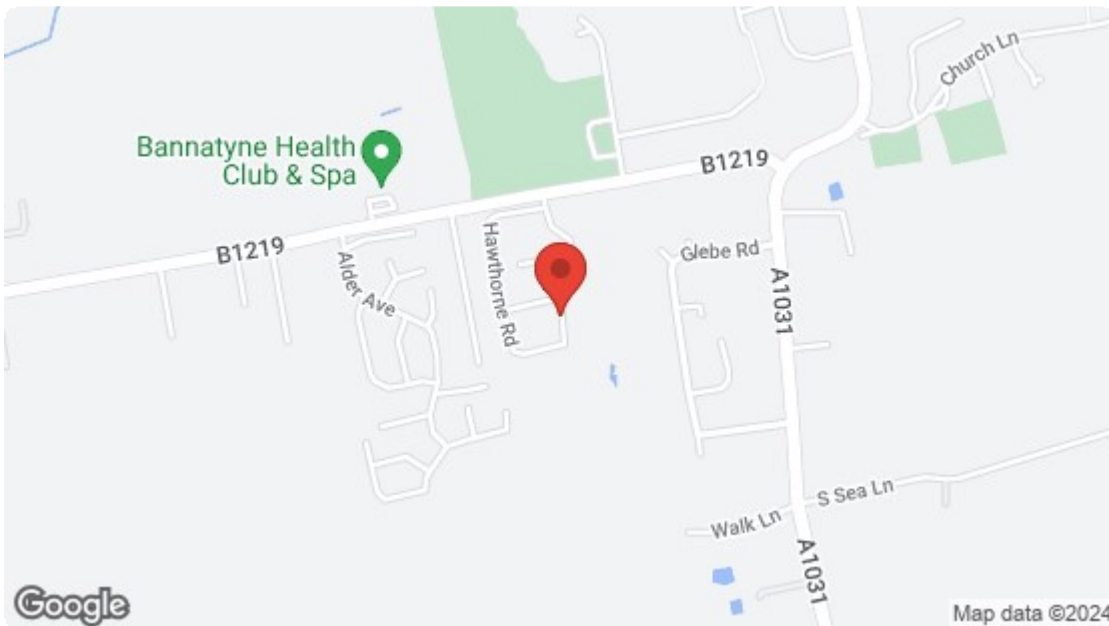 Church Ln
Bannatyne Health
Club & Spa
B1219
B1219
Hawthorne Rd
Glebe Rd
Alder Ave
A1031
S Sea Ln
Walk Ln
A1031
Google
Map data ©2024